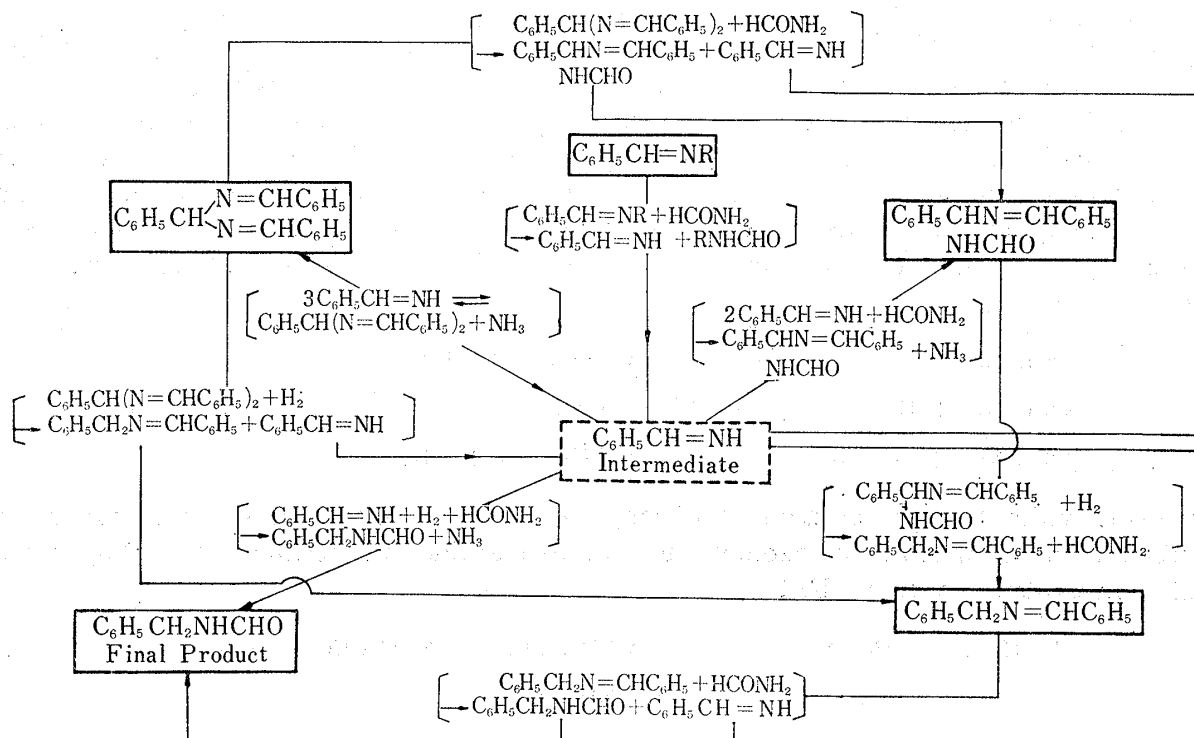 C₆H₅CH(N=CHC₆H₅)₂+HCONH₂
→C₆H₅CHN=CHC₆H₅+C₆H₅CH=NH
NHCHO
C₆H₅CH=NR
C₆H₅CH N=CHC₆H₅
N=CHC₆H₅
C₆H₅CH=NR+HCONH₂
→C₆H₅CH=NH +RNHCHO
C₆H₅CHN=CHC₆H₅
NHCHO
3C₆H₅CH=NH ⇌
C₆H₅CH(N=CHC₆H₅)₂+NH₃
2C₆H₅CH=NH+HCONH₂
→C₆H₅CHN=CHC₆H₅ +NH₃
NHCHO
C₆H₅CH(N=CHC₆H₅)₂+H₂
→C₆H₅CH₂N=CHC₆H₅+C₆H₅CH=NH
C₆H₅CH=NH
Intermediate
C₆H₅CH=NH+H₂+HCONH₂
→C₆H₅CH₂NHCHO+NH₃
C₆H₅CHN=CHC₆H₅ +H₂
NHCHO
→C₆H₅CH₂N=CHC₆H₅+HCONH₂
C₆H₅CH₂NHCHO
Final Product
C₆H₅CH₂N=CHC₆H₅
C₆H₅CH₂N=CHC₆H₅+HCONH₂
→C₆H₅CH₂NHCHO+C₆H₅CH=NH